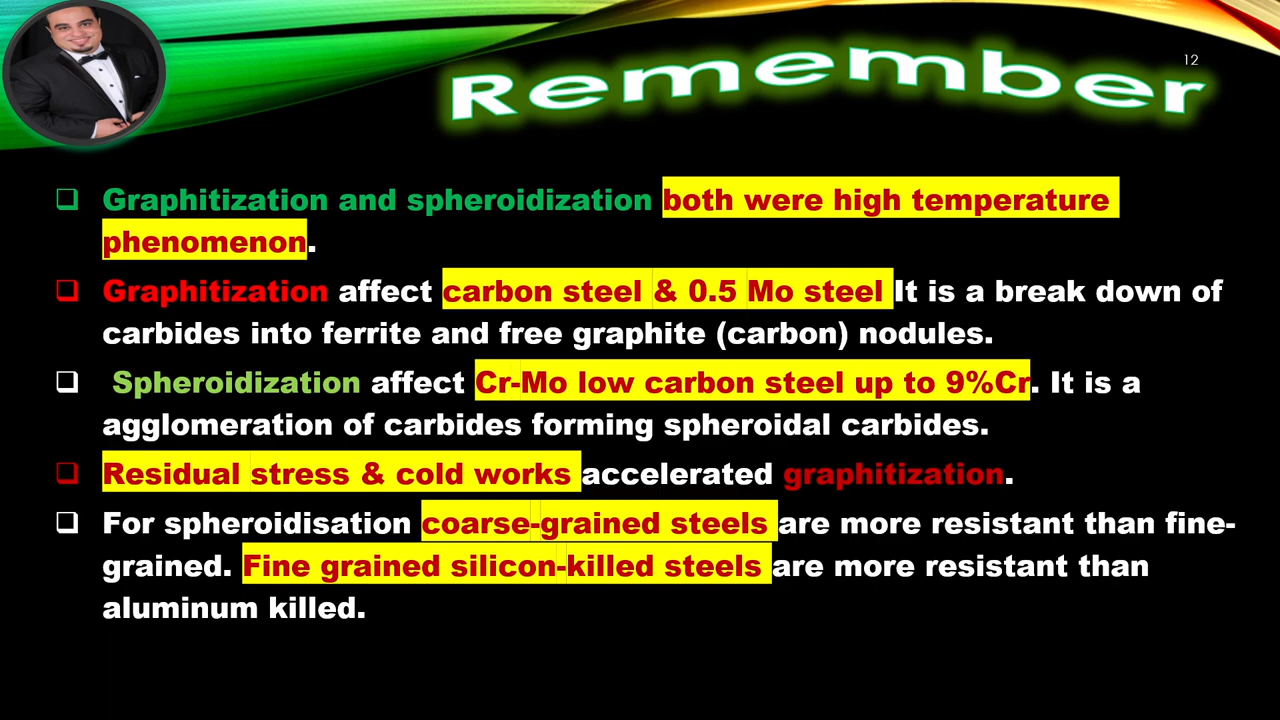 Remember
12
❑ Graphitization and spheroidization both were high temperature
phenomenon.
❑ Graphitization affect carbon steel & 0.5 Mo steel It is a break down of
carbides into ferrite and free graphite (carbon) nodules.
❑ Spheroidization affect Cr-Mo low carbon steel up to 9%Cr. It is a
agglomeration of carbides forming spheroidal carbides.
❑ Residual stress & cold works accelerated graphitization.
❑ For spheroidisation coarse-grained steels are more resistant than fine-
grained. Fine grained silicon-killed steels are more resistant than
aluminum killed.